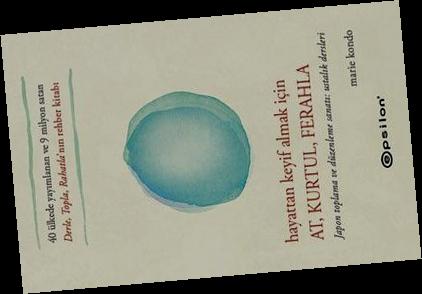 40 ülkede yayımlanan ve 9 milyon satan
Derle, Topla, Rahatla'nın rehber kitabı
hayattan keyif almak için
AT, KURTUL, FERAHLA
Japon toplama ve düzenleme sanatı: ustalık dersleri
marie kondo
epsilon